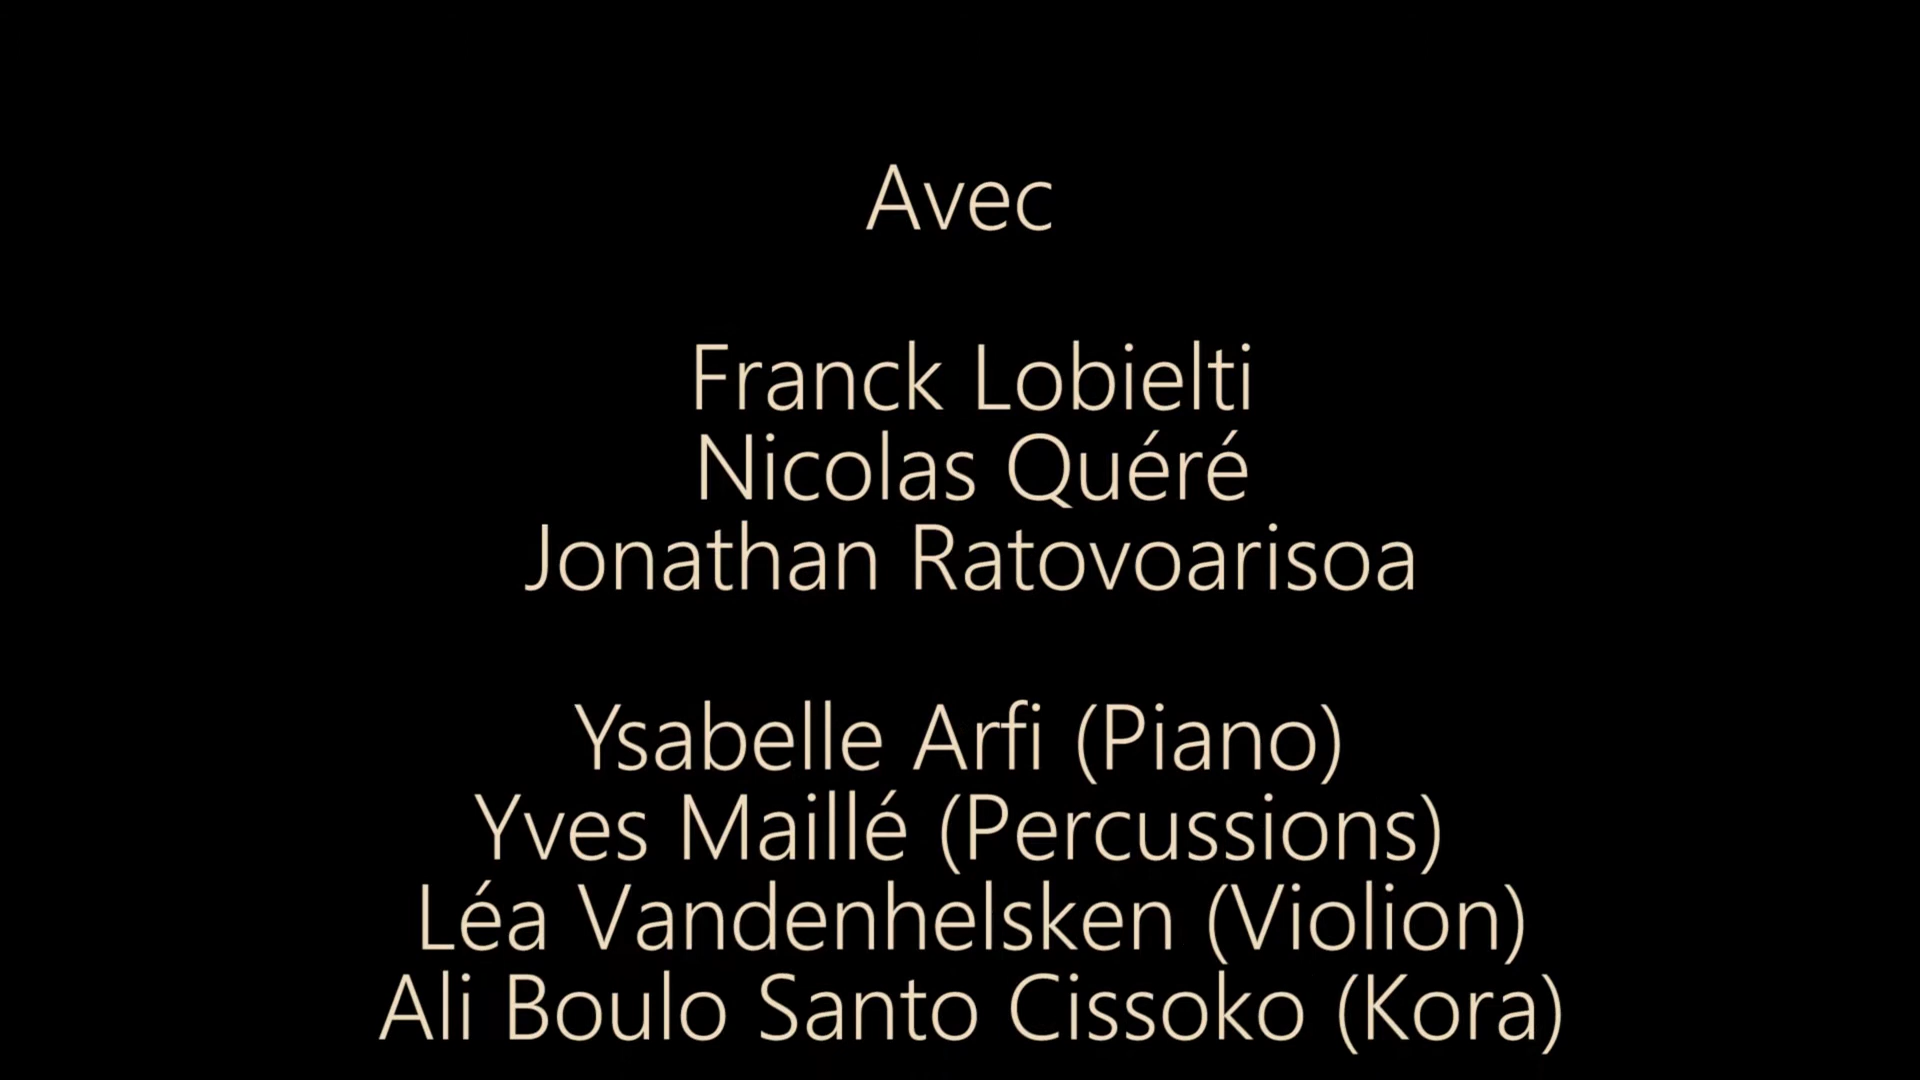 Avec
Franck Lobielti
Nicolas Quéré
Jonathan Ratovoarisoa
Ysabelle Arfi (Piano)
Yves Maillé (Percussions)
Léa Vandenhelsken (Violion)
Ali Boulo Santo Cissoko (Kora)